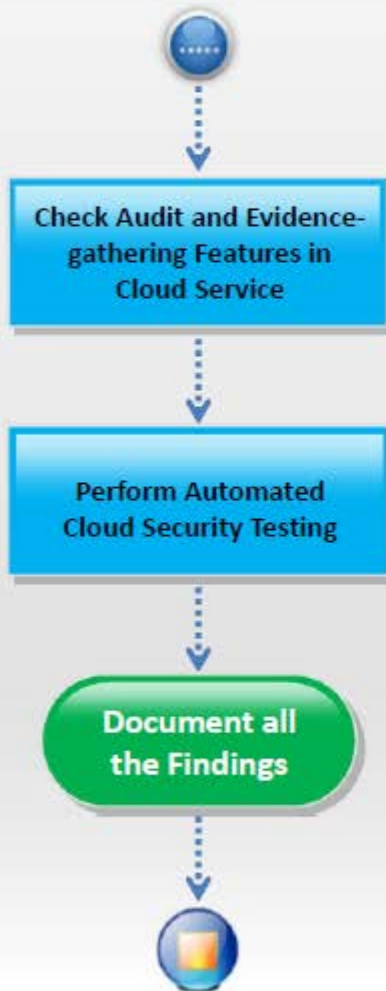 Check Audit and Evidence-
gathering Features in
Cloud Service
Perform Automated
Cloud Security Testing
Document all
the Findings